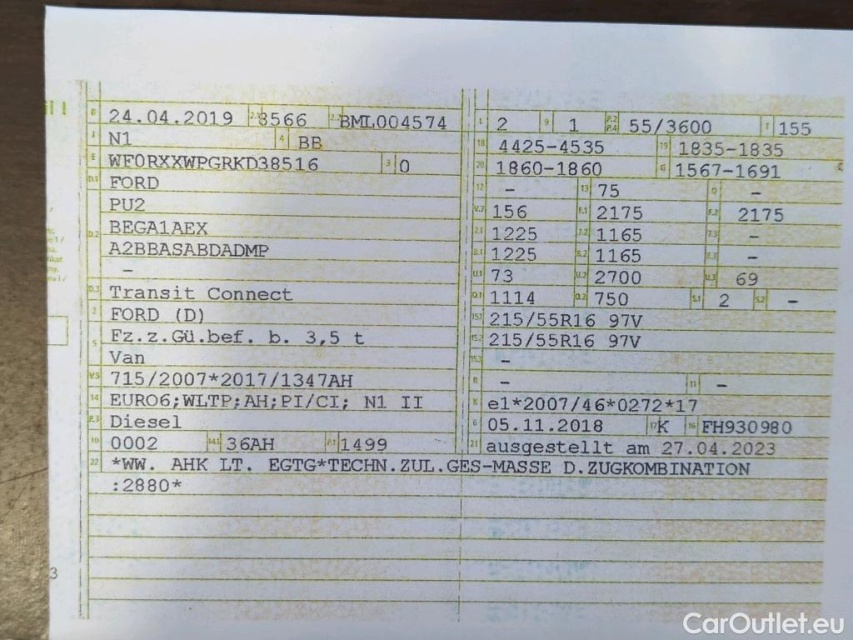 24.04.2019 8566 BML004574
N1 4 BB
WF0RXXWPGRKD38516 3 0
FORD
PU2
BEGA1AEX
A2BBASABDADMP
-
Transit Connect
FORD (D)
Fz.z.Gü.bef. b. 3,5 t
Van
715/2007*2017/1347AH
EURO6;WLTP;AH;PI/CI; N1 II
Diesel
0002 36AH 1499
2 1 55/3600 155
4425-4535 1835-1835
1860-1860 1567-1691
- 75 -
156 2175 2175
1225 1165 -
1225 1165 -
73 2700 69
1114 750 2 -
215/55R16 97V
215/55R16 97V
-
- -
e1*2007/46*0272*17
05.11.2018 K FH930980
ausgestellt am 27.04.2023
*WW. AHK LT. EGTG*TECHN.ZUL.GES-MASSE D.ZUGKOMBINATION
:2880*
3
CarOutlet.eu